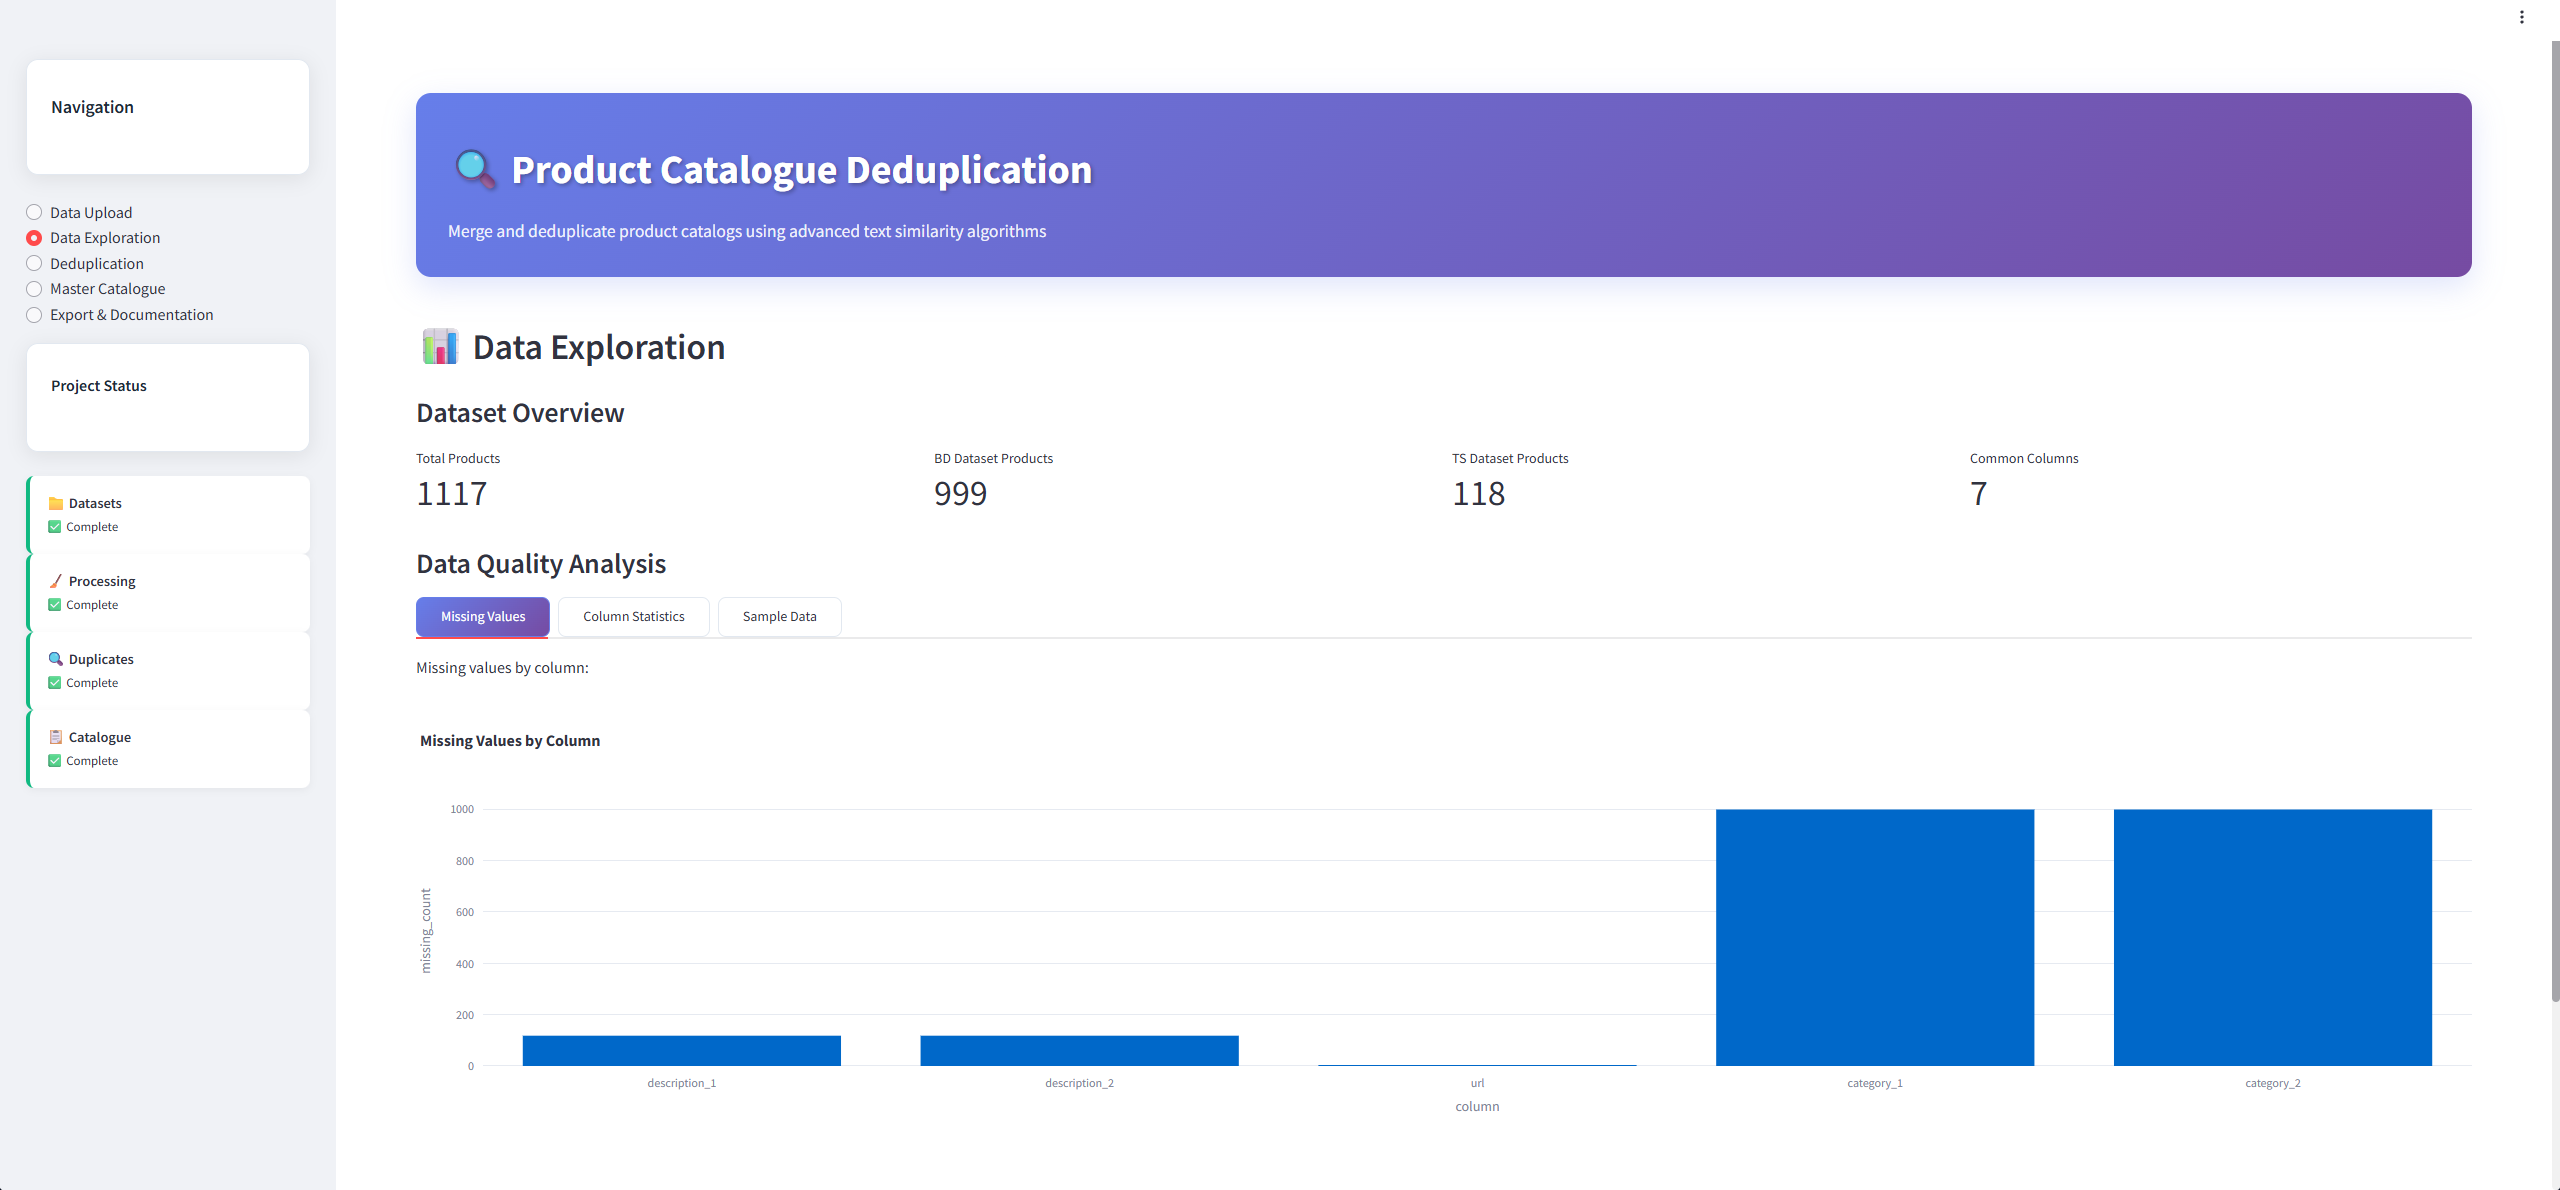 Navigation
Data Upload
Data Exploration
Deduplication
Master Catalogue
Export & Documentation
Project Status
Datasets
Complete
Processing
Complete
Duplicates
Complete
Catalogue
Complete
Product Catalogue Deduplication
Merge and deduplicate product catalogs using advanced text similarity algorithms
Data Exploration
Dataset Overview
Total Products
1117
BD Dataset Products
999
TS Dataset Products
118
Common Columns
7
Data Quality Analysis
Missing Values
Column Statistics
Sample Data
Missing values by column:
Missing Values by Column
missing_count
1000
800
600
400
200
0
description_1
description_2
url
category_1
category_2
column